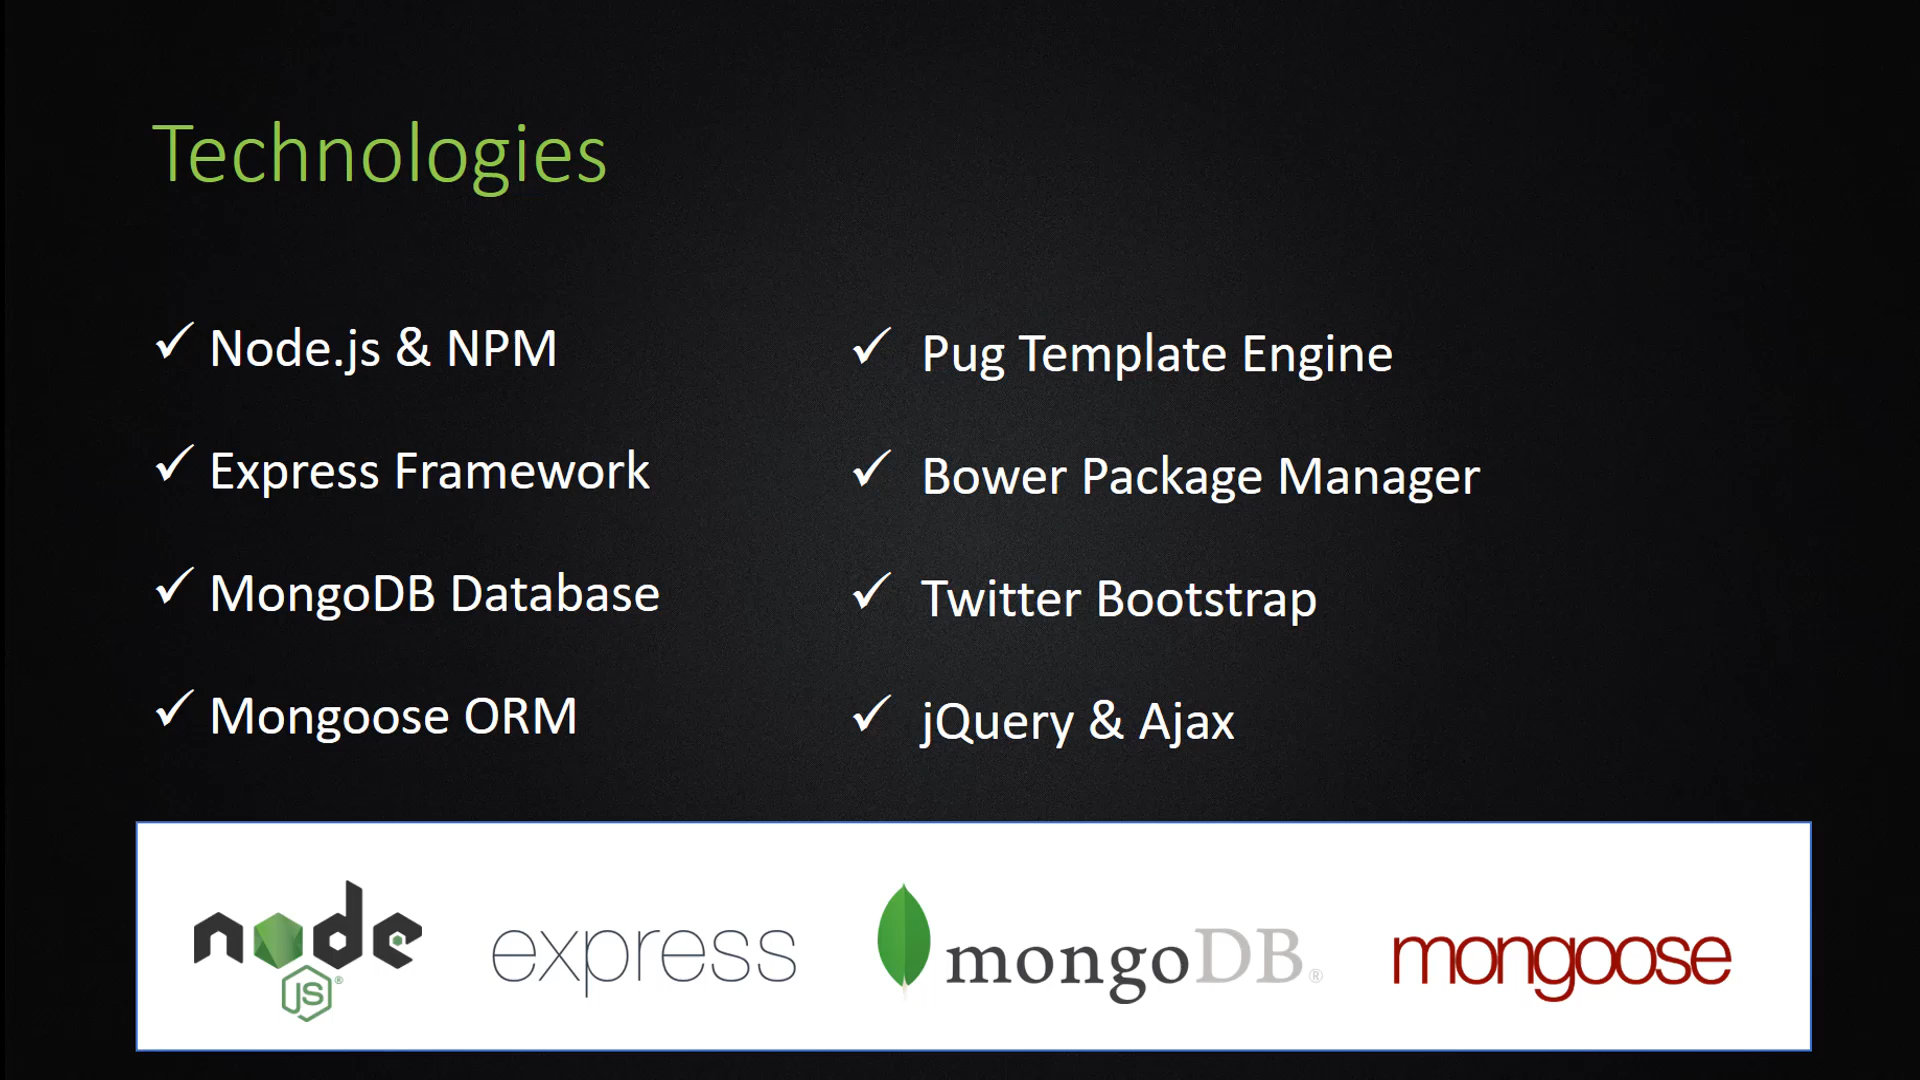 Technologies
Node.js & NPM
Express Framework
MongoDB Database
Mongoose ORM
Pug Template Engine
Bower Package Manager
Twitter Bootstrap
jQuery & Ajax
node
JS®
express
mongoDB®
mongoose